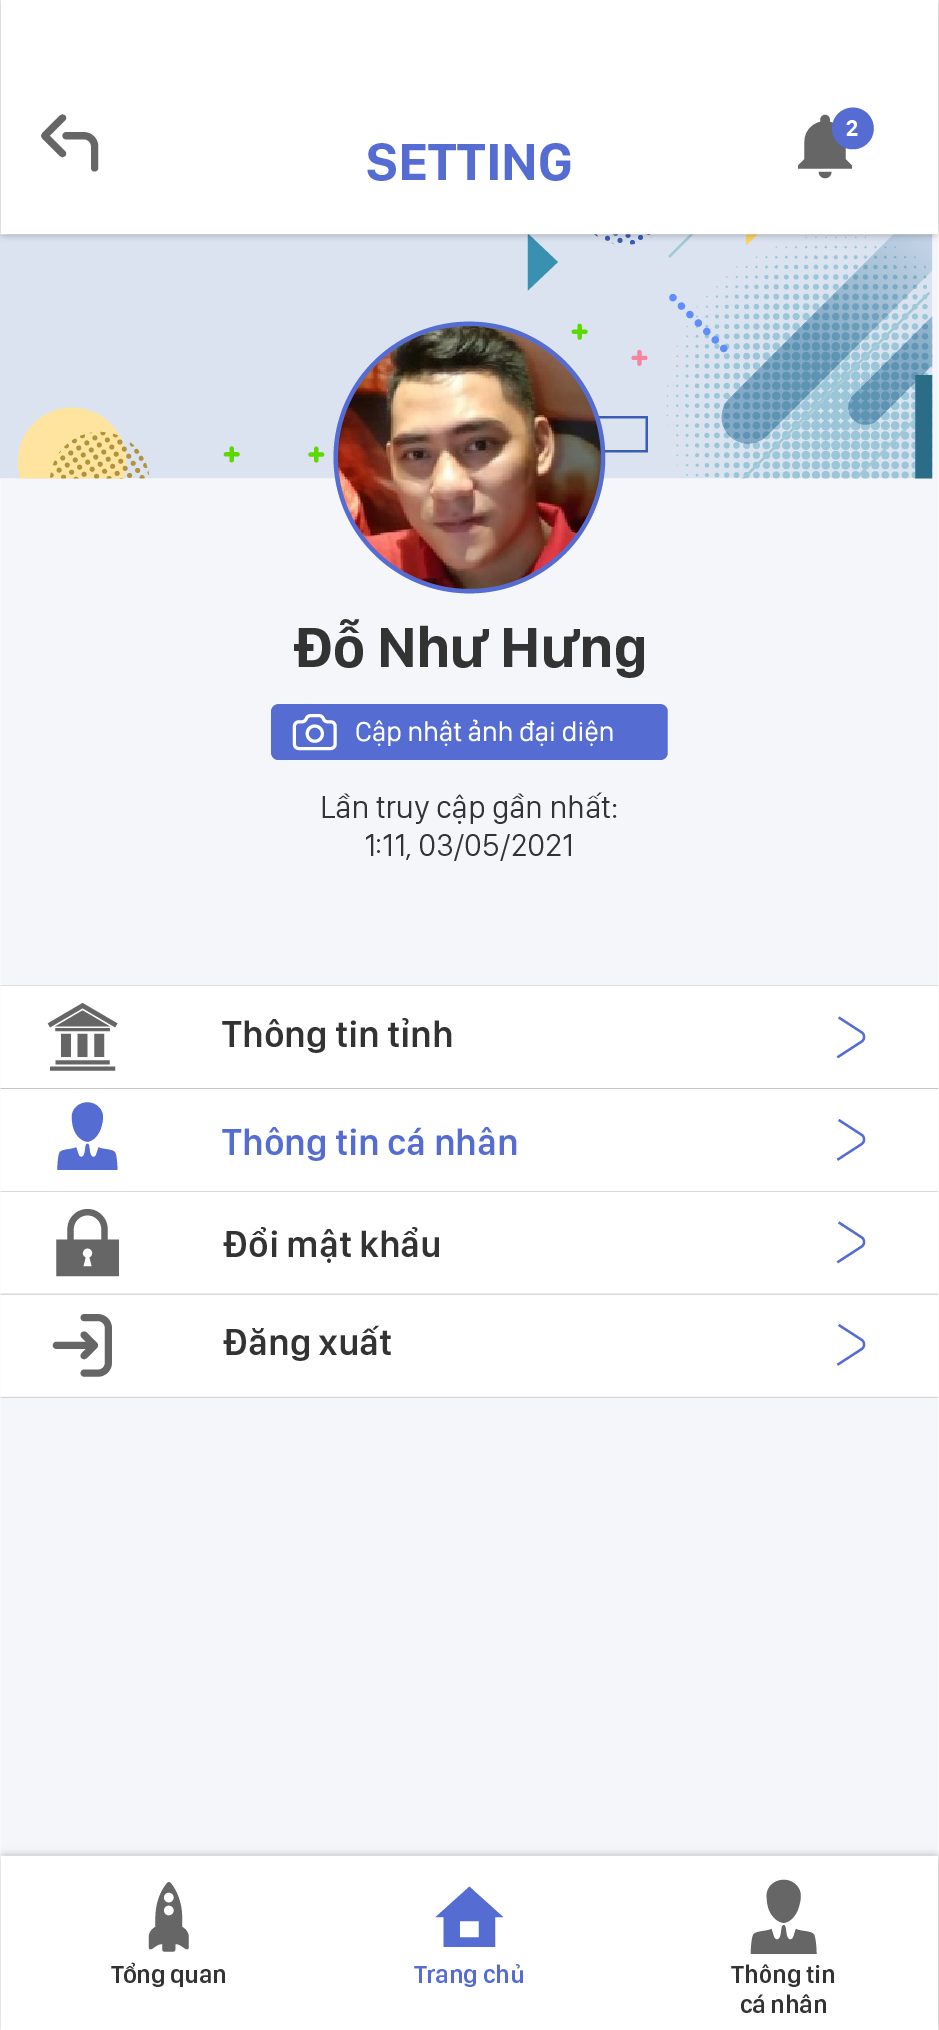 SETTING
2
Đỗ Như Hưng
Cập nhật ảnh đại diện
Lần truy cập gần nhất:
1:11, 03/05/2021
Thông tin tỉnh
Thông tin cá nhân
Đổi mật khẩu
Đăng xuất
Tổng quan
Trang chủ
Thông tin
cá nhân